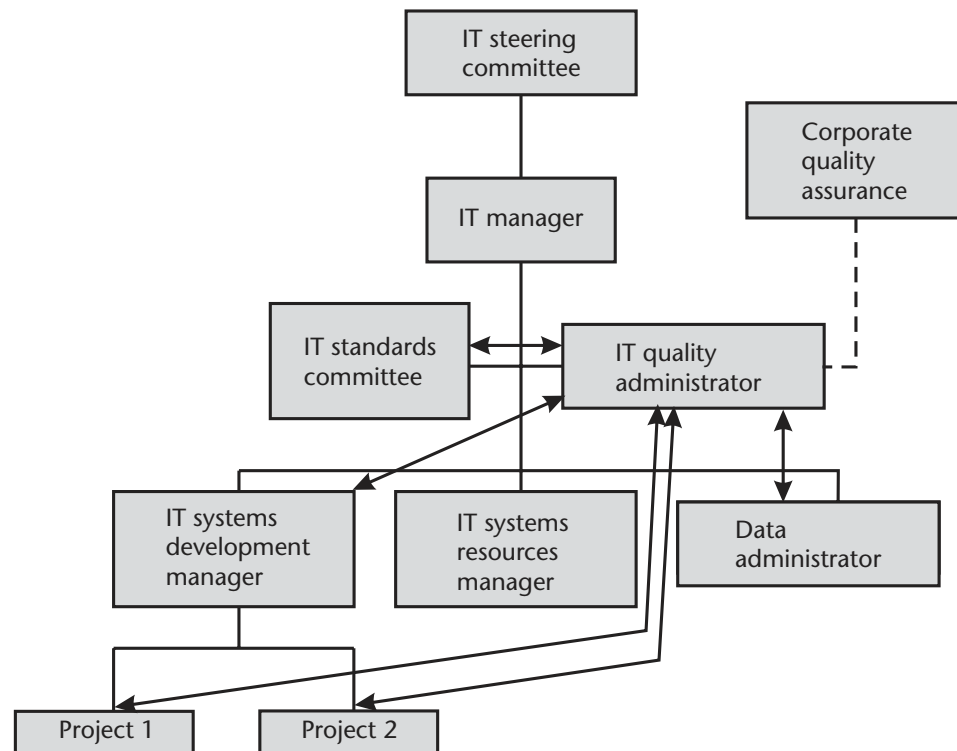 IT steering
committee
Corporate
quality
assurance
IT manager
IT standards
committee
IT quality
administrator
IT systems
development
manager
IT systems
resources
manager
Data
administrator
Project 1
Project 2